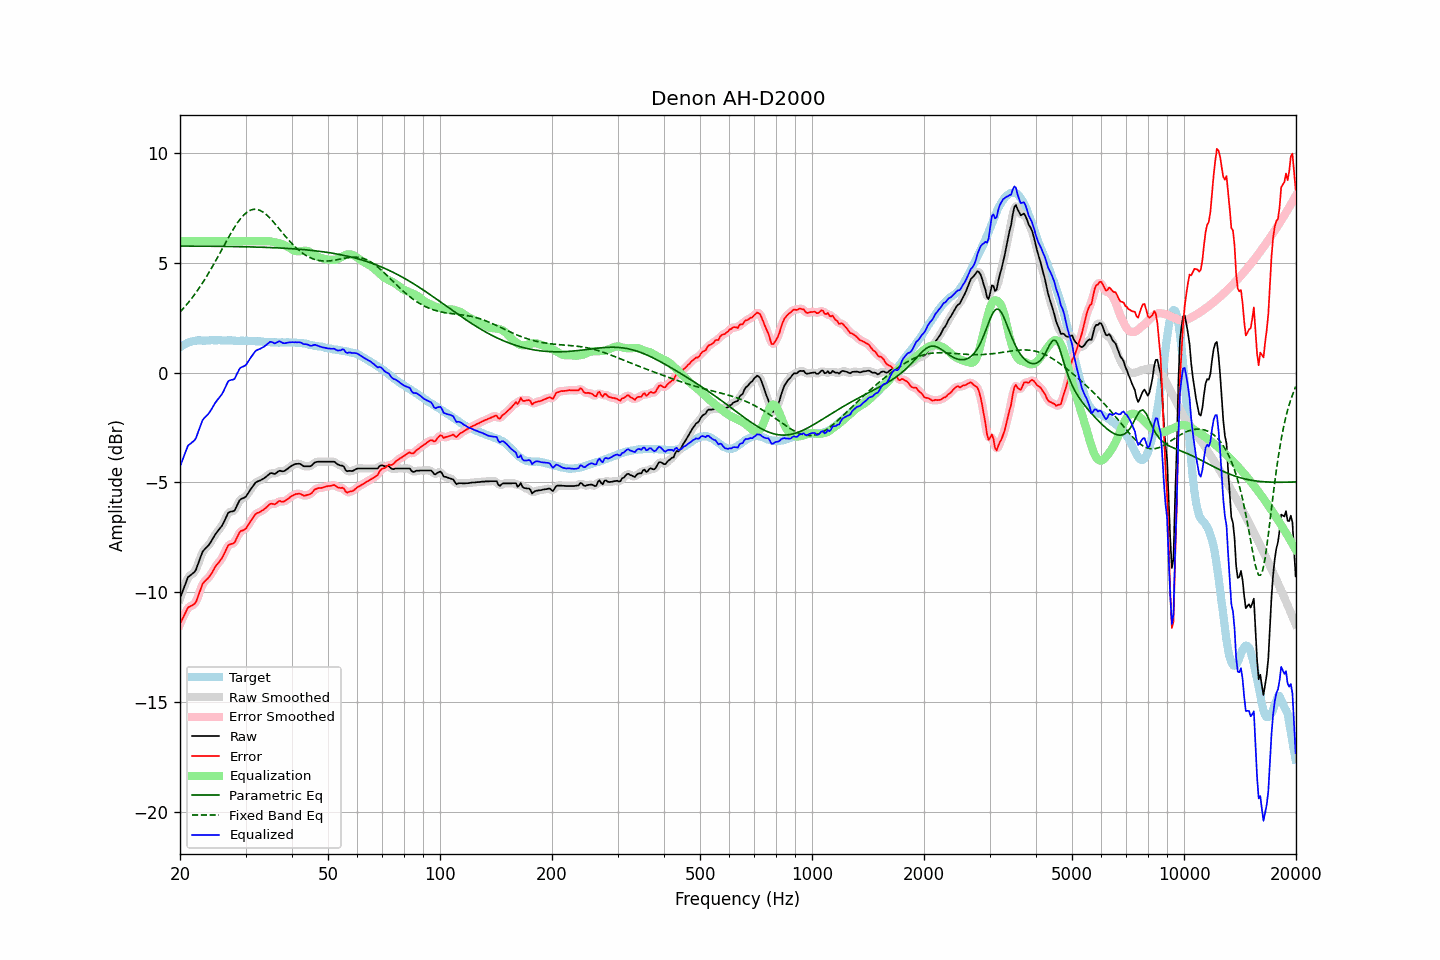 Denon AH-D2000
Amplitude (dBr)
10
5
0
−5
−10
−15
−20
Target
Raw Smoothed
Error Smoothed
Raw
Error
Equalization
Parametric Eq
Fixed Band Eq
Equalized
20 50 100 200 500 1000 2000 5000 10000 20000
Frequency (Hz)